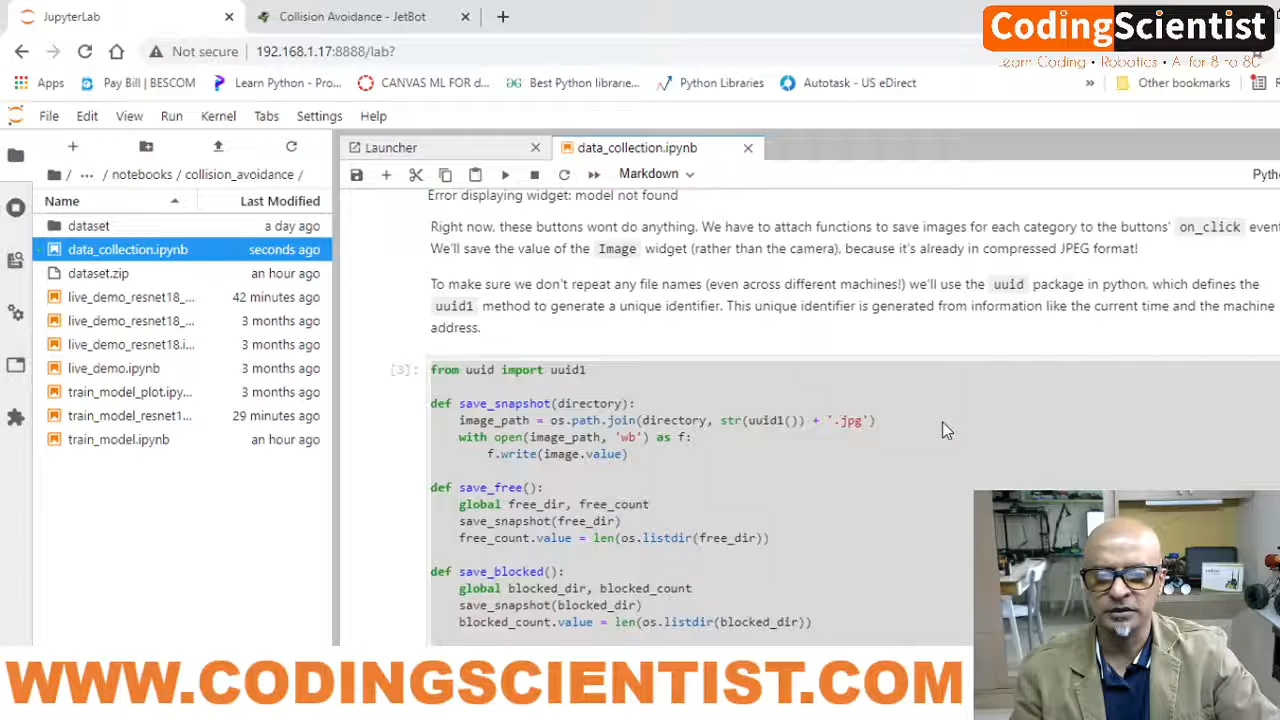 JupyterLab
Collision Avoidance - JetBot
CodingScientist
Learn Coding • Robotics • AI for 8 to 80
Not secure
192.168.1.17:8888/lab?
Apps
Pay Bill | BESCOM
Learn Python - Pro...
CANVAS ML FOR d...
Best Python librarie...
Python Libraries
Autotask - US eDirect
»
Other bookmarks
File Edit View Run Kernel Tabs Settings Help
Launcher
data_collection.ipynb
Markdown
/ ... / notebooks / collision_avoidance /
Name
Last Modified
dataset a day ago
data_collection.ipynb seconds ago
dataset.zip an hour ago
live_demo_resnet18_... 42 minutes ago
live_demo_resnet18_... 3 months ago
live_demo_resnet18.i... 3 months ago
live_demo.ipynb 3 months ago
train_model_plot.ipy... 3 months ago
train_model_resnet1... 29 minutes ago
train_model.ipynb an hour ago
Error displaying widget: model not found
Right now, these buttons wont do anything. We have to attach functions to save images for each category to the buttons' on_click event
We'll save the value of the Image widget (rather than the camera), because it's already in compressed JPEG format!
To make sure we don't repeat any file names (even across different machines!) we'll use the uuid package in python, which defines the
uuid1 method to generate a unique identifier. This unique identifier is generated from information like the current time and the machine
address.
[3]:
from uuid import uuid1
def save_snapshot(directory):
image_path = os.path.join(directory, str(uuid1()) + '.jpg')
with open(image_path, 'wb') as f:
f.write(image.value)
def save_free():
global free_dir, free_count
save_snapshot(free_dir)
free_count.value = len(os.listdir(free_dir))
def save_blocked():
global blocked_dir, blocked_count
save_snapshot(blocked_dir)
blocked_count.value = len(os.listdir(blocked_dir))
WWW.CODINGSCIENTIST.COM